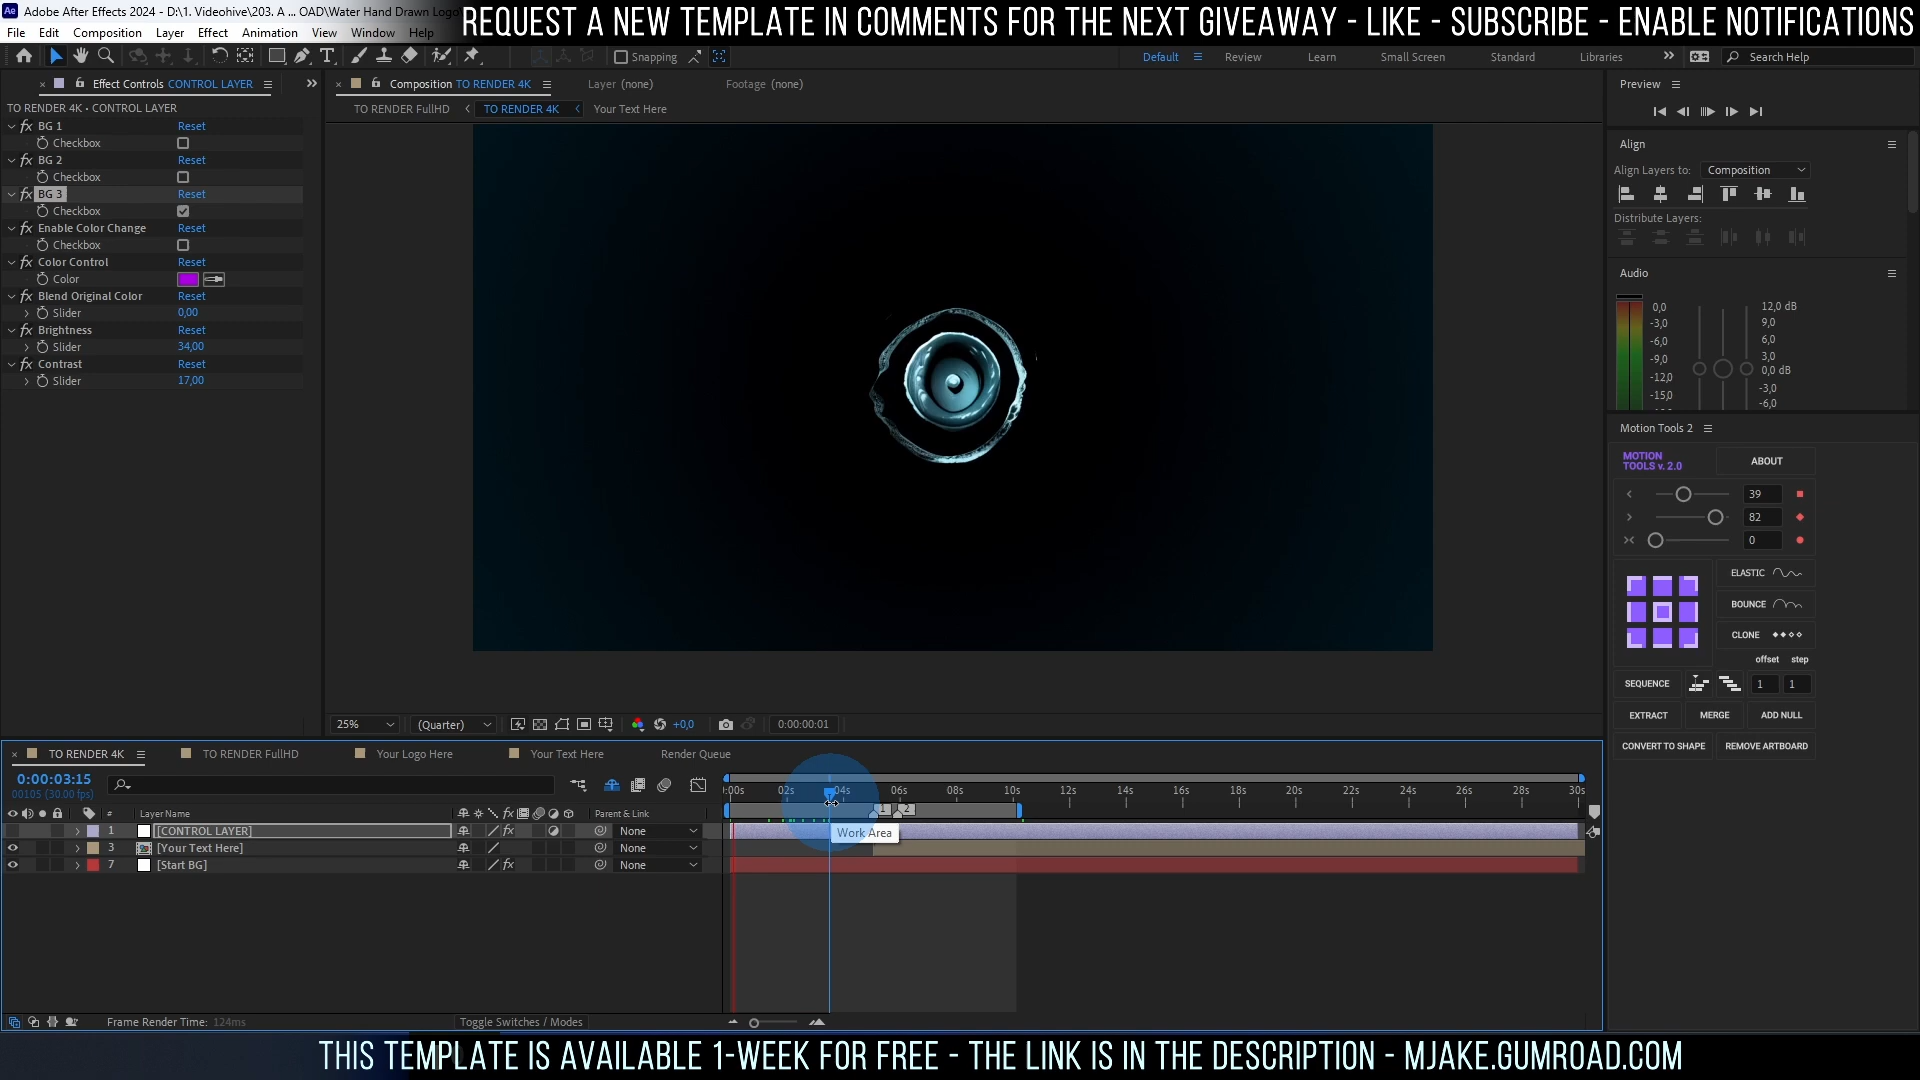 Adobe After Effects 2024 - D:\1. Videohive\203. A ... OAD\Water Hand Drawn Logo
REQUEST A NEW TEMPLATE IN COMMENTS FOR THE NEXT GIVEAWAY - LIKE - SUBSCRIBE - ENABLE NOTIFICATIONS
File Edit Composition Layer Effect Animation View Window Help
Snapping
Default Review Learn Small Screen Standard Libraries Search Help
Effect Controls CONTROL LAYER
TO RENDER 4K • CONTROL LAYER
fx BG 1 Reset
Checkbox
fx BG 2 Reset
Checkbox
fx BG 3 Reset
Checkbox
fx Enable Color Change Reset
Checkbox
fx Color Control Reset
Color
fx Blend Original Color Reset
Slider 0,00
fx Brightness Reset
Slider 34,00
fx Contrast Reset
Slider 17,00
Composition TO RENDER 4K Layer (none) Footage (none)
TO RENDER FullHD TO RENDER 4K Your Text Here
25% (Quarter) +0,0 0:00:00:01
Preview
Align
Align Layers to: Composition
Distribute Layers:
Audio
0,0 12,0 dB
-3,0 9,0
-6,0 6,0
-9,0 3,0
-12,0 0,0 dB
-15,0 -3,0
-6,0
Motion Tools 2
MOTION
TOOLS v. 2.0
ABOUT
39
82
0
ELASTIC
BOUNCE
CLONE
offset step
SEQUENCE 1 1
EXTRACT MERGE ADD NULL
CONVERT TO SHAPE REMOVE ARTBOARD
TO RENDER 4K TO RENDER FullHD Your Logo Here Your Text Here Render Queue
0:00:03:15
00105 (30.00 fps)
:00s 02s 04s 06s 08s 10s 12s 14s 16s 18s 20s 22s 24s 26s 28s 30s
1 2
# Layer Name fx Parent & Link
1 [CONTROL LAYER] fx None
Work Area
3 [Your Text Here] None
7 [Start BG] fx None
Frame Render Time: 124ms Toggle Switches / Modes
THIS TEMPLATE IS AVAILABLE 1-WEEK FOR FREE - THE LINK IS IN THE DESCRIPTION - MJAKE.GUMROAD.COM